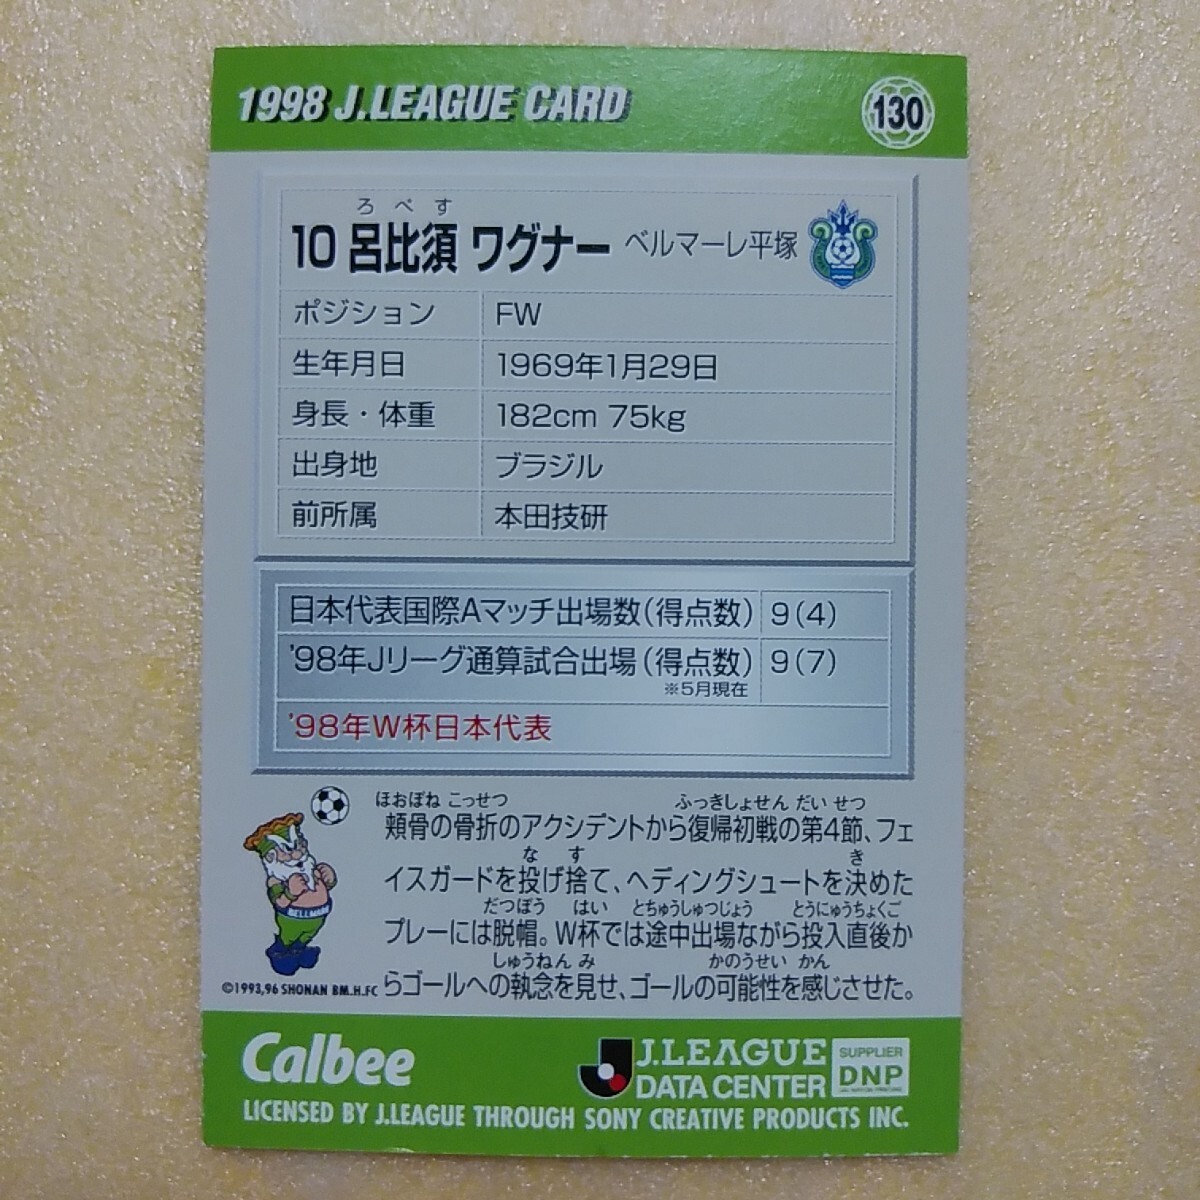 1998 J.LEAGUE CARD
130
ろべす
10 呂比須 ワグナー ベルマーレ平塚
ポジション FW
生年月日 1969年1月29日
身長・体重 182cm 75kg
出身地 ブラジル
前所属 本田技研
日本代表国際Aマッチ出場数(得点数) 9(4)
'98年Jリーグ通算試合出場(得点数) 9(7)
※5月現在
'98年W杯日本代表
ほおぼね こっせつ ふっきしょせん だい せつ
頬骨の骨折のアクシデントから復帰初戦の第4節、フェ
な す き
イスガードを投げ捨て、ヘディングシュートを決めた
だつぼう はい とちゅうしゅつじょう とうにゅうちょくご
プレーには脱帽。W杯では途中出場ながら投入直後か
しゅうねん み かのうせい かん
らゴールへの執念を見せ、ゴールの可能性を感じさせた。
BELLMARE
©1993,96 SHONAN BM.H.FC
Calbee
J.LEAGUE
DATA CENTER
SUPPLIER
DNP
LICENSED BY J.LEAGUE THROUGH SONY CREATIVE PRODUCTS INC.